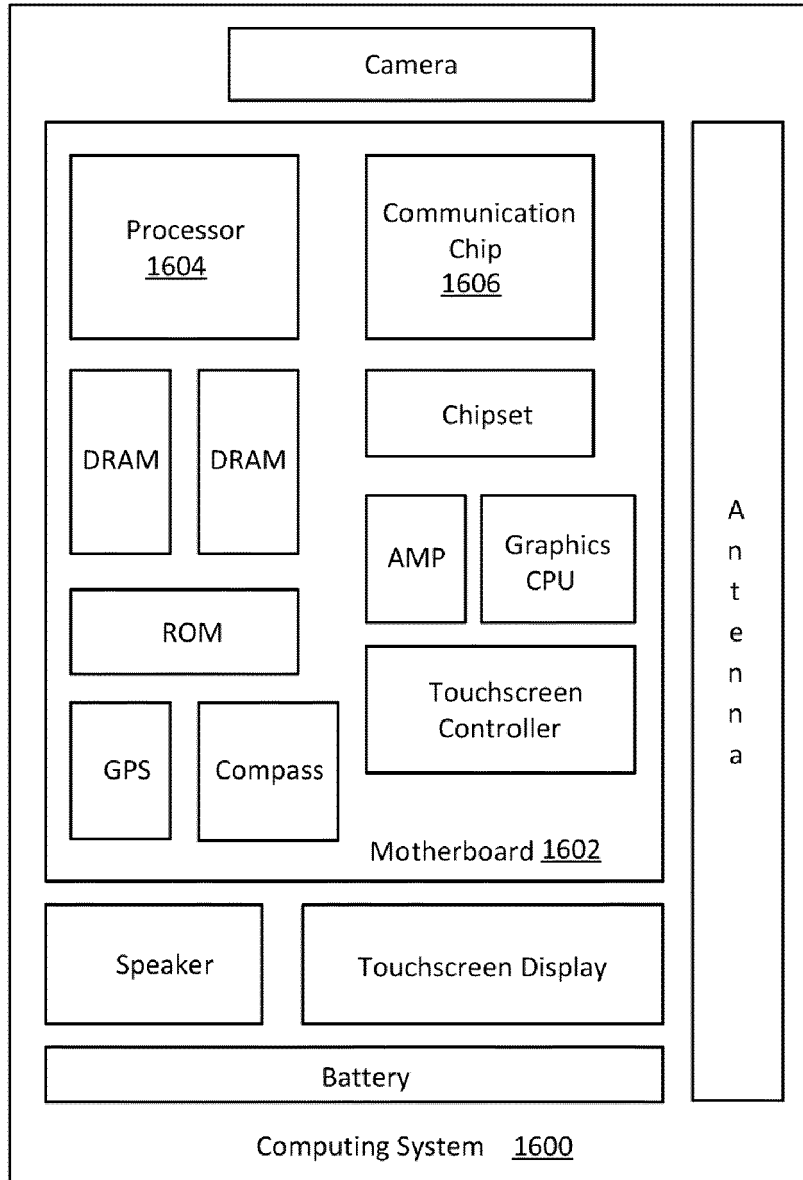 Camera
Processor
1604
Communication
Chip
1606
DRAM
DRAM
Chipset
AMP
Graphics
CPU
ROM
Touchscreen
Controller
GPS
Compass
Motherboard 1602
Antenna
Speaker
Touchscreen Display
Battery
Computing System 1600